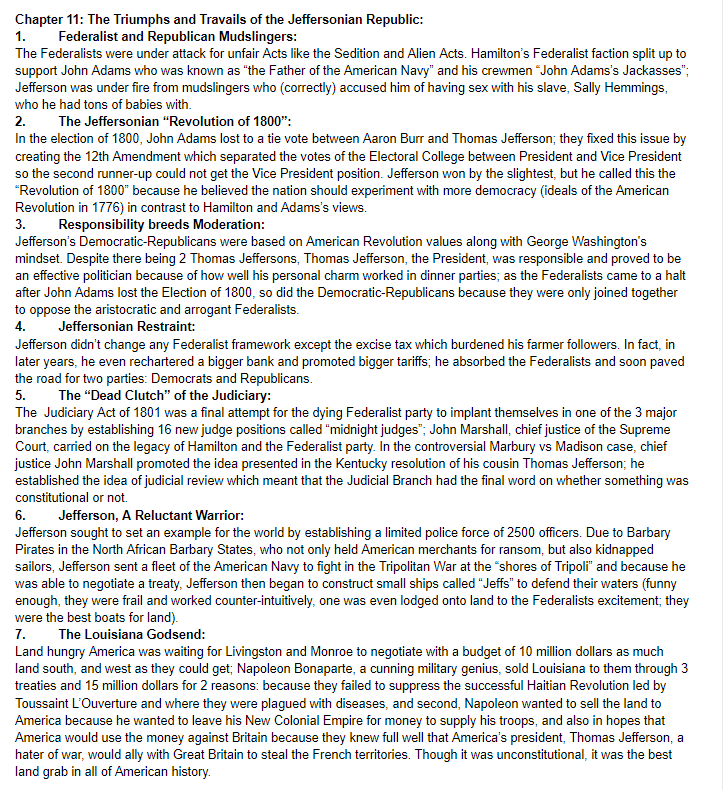 Chapter 11: The Triumphs and Travails of the Jeffersonian Republic:
1. Federalist and Republican Mudslingers:
The Federalists were under attack for unfair Acts like the Sedition and Alien Acts. Hamilton's Federalist faction split up to
support John Adams who was known as “the Father of the American Navy” and his crewmen “John Adams's Jackasses”;
Jefferson was under fire from mudslingers who (correctly) accused him of having sex with his slave, Sally Hemmings,
who he had tons of babies with.
2. The Jeffersonian “Revolution of 1800”:
In the election of 1800, John Adams lost to a tie vote between Aaron Burr and Thomas Jefferson; they fixed this issue by
creating the 12th Amendment which separated the votes of the Electoral College between President and Vice President
so the second runner-up could not get the Vice President position. Jefferson won by the slightest, but he called this the
“Revolution of 1800” because he believed the nation should experiment with more democracy (ideals of the American
Revolution in 1776) in contrast to Hamilton and Adams's views.
3. Responsibility breeds Moderation:
Jefferson's Democratic-Republicans were based on American Revolution values along with George Washington's
mindset. Despite there being 2 Thomas Jeffersons, Thomas Jefferson, the President, was responsible and proved to be
an effective politician because of how well his personal charm worked in dinner parties; as the Federalists came to a halt
after John Adams lost the Election of 1800, so did the Democratic-Republicans because they were only joined together
to oppose the aristocratic and arrogant Federalists.
4. Jeffersonian Restraint:
Jefferson didn't change any Federalist framework except the excise tax which burdened his farmer followers. In fact, in
later years, he even rechartered a bigger bank and promoted bigger tariffs; he absorbed the Federalists and soon paved
the road for two parties: Democrats and Republicans.
5. The “Dead Clutch” of the Judiciary:
The Judiciary Act of 1801 was a final attempt for the dying Federalist party to implant themselves in one of the 3 major
branches by establishing 16 new judge positions called “midnight judges”; John Marshall, chief justice of the Supreme
Court, carried on the legacy of Hamilton and the Federalist party. In the controversial Marbury vs Madison case, chief
justice John Marshall promoted the idea presented in the Kentucky resolution of his cousin Thomas Jefferson; he
established the idea of judicial review which meant that the Judicial Branch had the final word on whether something was
constitutional or not.
6. Jefferson, A Reluctant Warrior:
Jefferson sought to set an example for the world by establishing a limited police force of 2500 officers. Due to Barbary
Pirates in the North African Barbary States, who not only held American merchants for ransom, but also kidnapped
sailors, Jefferson sent a fleet of the American Navy to fight in the Tripolitan War at the “shores of Tripoli” and because he
was able to negotiate a treaty, Jefferson then began to construct small ships called “Jeffs” to defend their waters (funny
enough, they were frail and worked counter-intuitively, one was even lodged onto land to the Federalists excitement; they
were the best boats for land).
7. The Louisiana Godsend:
Land hungry America was waiting for Livingston and Monroe to negotiate with a budget of 10 million dollars as much
land south, and west as they could get; Napoleon Bonaparte, a cunning military genius, sold Louisiana to them through 3
treaties and 15 million dollars for 2 reasons: because they failed to suppress the successful Haitian Revolution led by
Toussaint L'Ouverture and where they were plagued with diseases, and second, Napoleon wanted to sell the land to
America because he wanted to leave his New Colonial Empire for money to supply his troops, and also in hopes that
America would use the money against Britain because they knew full well that America's president, Thomas Jefferson, a
hater of war, would ally with Great Britain to steal the French territories. Though it was unconstitutional, it was the best
land grab in all of American history.